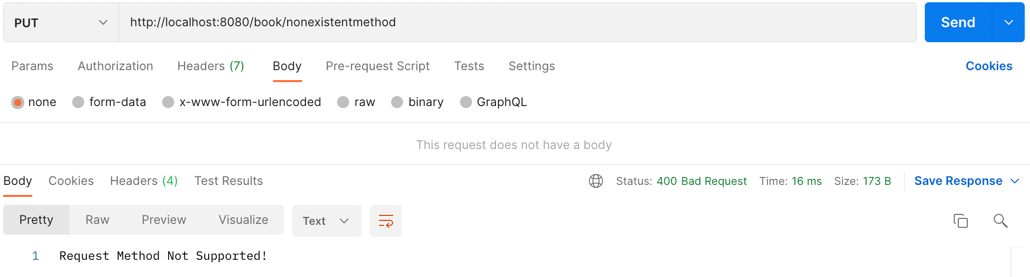 PUT http://localhost:8080/book/nonexistentmethod Send
Params Authorization Headers (7) Body Pre-request Script Tests Settings Cookies
none form-data x-www-form-urlencoded raw binary GraphQL
This request does not have a body
Body Cookies Headers (4) Test Results Status: 400 Bad Request Time: 16 ms Size: 173 B Save Response
Pretty Raw Preview Visualize Text
1 Request Method Not Supported!